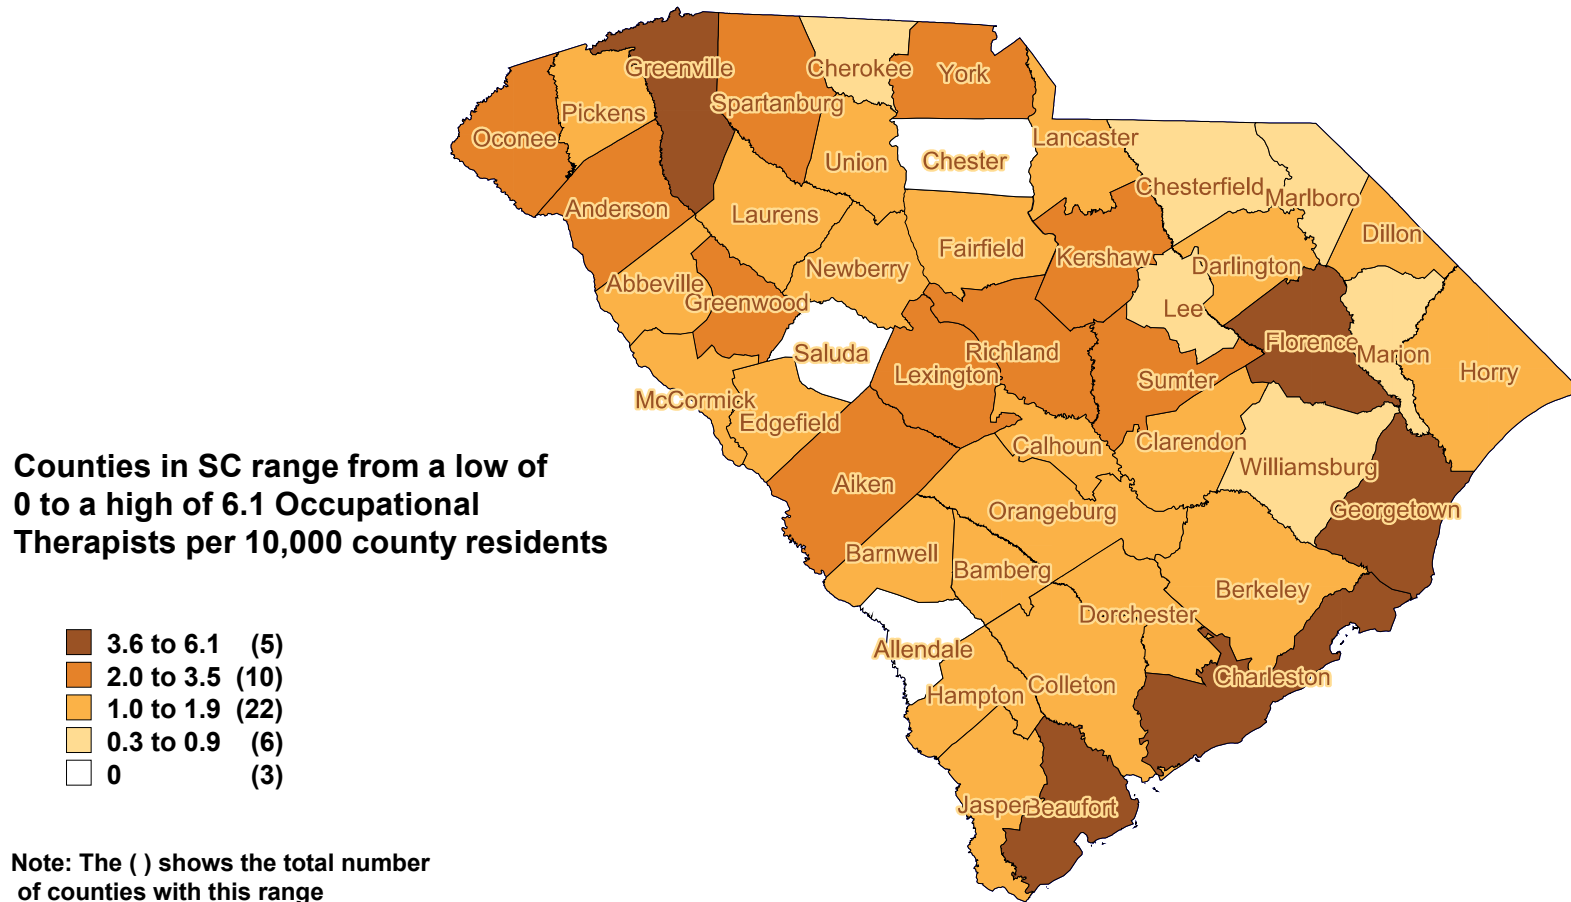 Greenville
Cherokee
York
Spartanburg
Pickens
Oconee
Lancaster
Union
Chester
Chesterfield
Marlboro
Anderson
Laurens
Dillon
Fairfield
Kershaw
Newberry
Darlington
Abbeville
Greenwood
Lee
Florence
Saluda
Richland
Marion
Lexington
Sumter
Horry
McCormick
Edgefield
Calhoun
Clarendon
Williamsburg
Aiken
Georgetown
Orangeburg
Barnwell
Bamberg
Berkeley
Dorchester
Allendale
Charleston
Hampton
Colleton
Jasper
Beaufort
Counties in SC range from a low of
0 to a high of 6.1 Occupational
Therapists per 10,000 county residents
3.6 to 6.1 (5)
2.0 to 3.5 (10)
1.0 to 1.9 (22)
0.3 to 0.9 (6)
0 (3)
Note: The ( ) shows the total number
of counties with this range